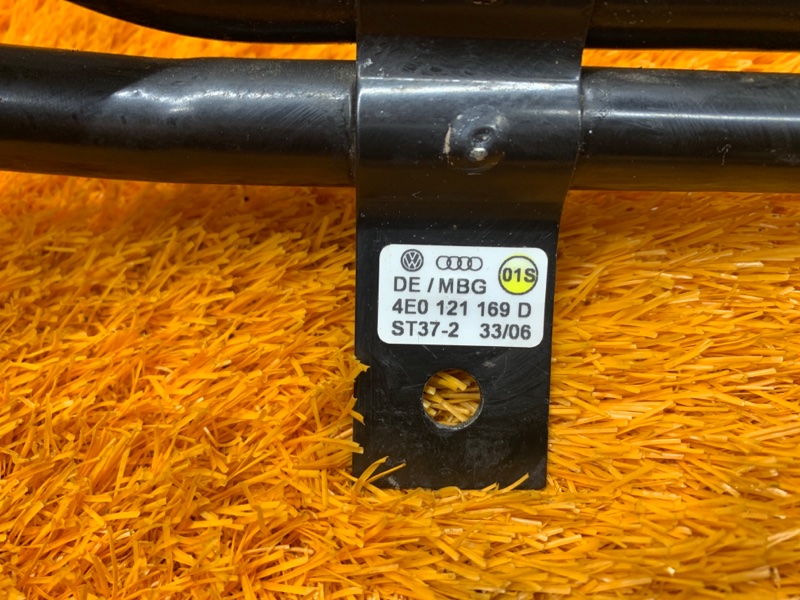 01S
DE / MBG
4E0 121 169 D
ST37-2 33/06